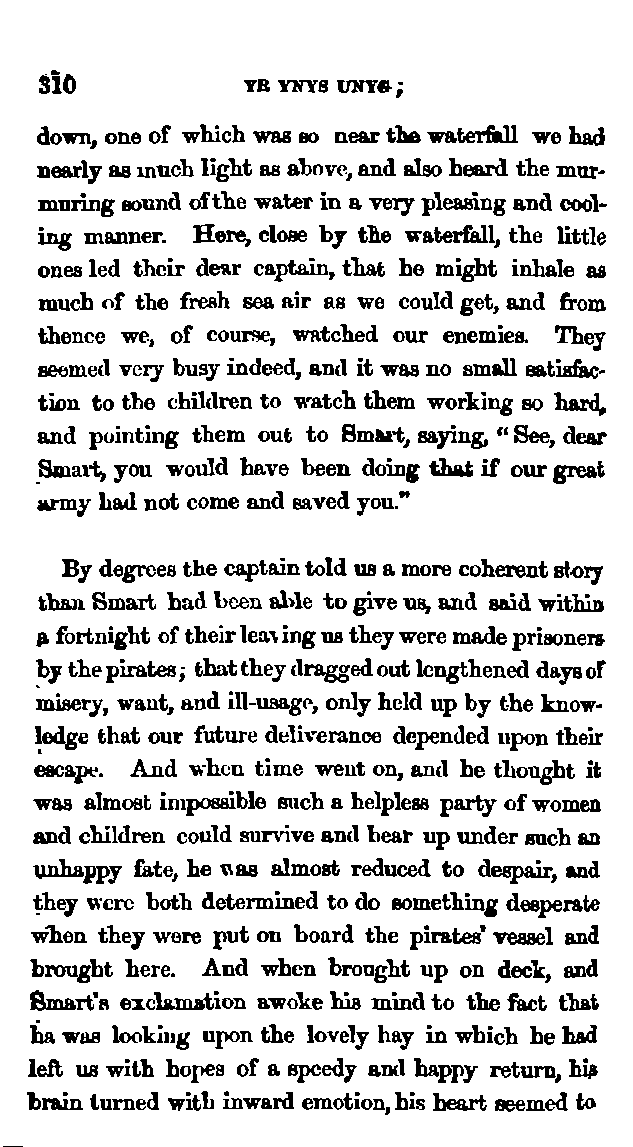 310 YR YNYS UNYG;
down, one of which was so near the waterfall we had
nearly as much light as above, and also heard the mur-
muring sound of the water in a very pleasing and cool-
ing manner. Here, close by the waterfall, the little
ones led their dear captain, that he might inhale as
much of the fresh sea air as we could get, and from
thence we, of course, watched our enemies. They
seemed very busy indeed, and it was no small satisfac-
tion to the children to watch them working so hard,
and pointing them out to Smart, saying, "See, dear
Smart, you would have been doing that if our great
army had not come and saved you."
By degrees the captain told us a more coherent story
than Smart had been able to give us, and said within
a fortnight of their leaving us they were made prisoners
by the pirates; that they dragged out lengthened days of
misery, want, and ill-usage, only held up by the know-
ledge that our future deliverance depended upon their
escape. And when time went on, and he thought it
was almost impossible such a helpless party of women
and children could survive and bear up under such an
unhappy fate, he was almost reduced to despair, and
they were both determined to do something desperate
when they were put on board the pirates' vessel and
brought here. And when brought up on deck, and
Smart's exclamation awoke his mind to the fact that
he was looking upon the lovely bay in which he had
left us with hopes of a speedy and happy return, his
brain turned with inward emotion, his heart seemed to